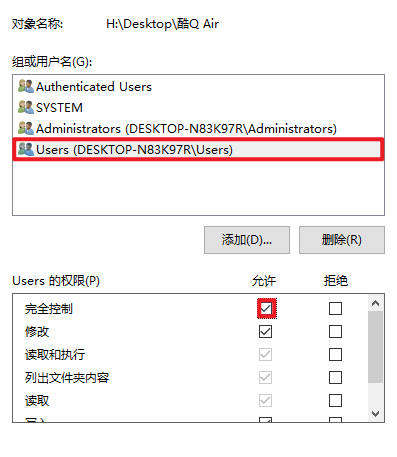 对象名称: H:\Desktop\酷Q Air
组或用户名(G):
Authenticated Users
SYSTEM
Administrators (DESKTOP-N83K97R\Administrators)
Users (DESKTOP-N83K97R\Users)
添加(D)... 删除(R)
Users 的权限(P) 允许 拒绝
完全控制
修改
读取和执行
列出文件夹内容
读取